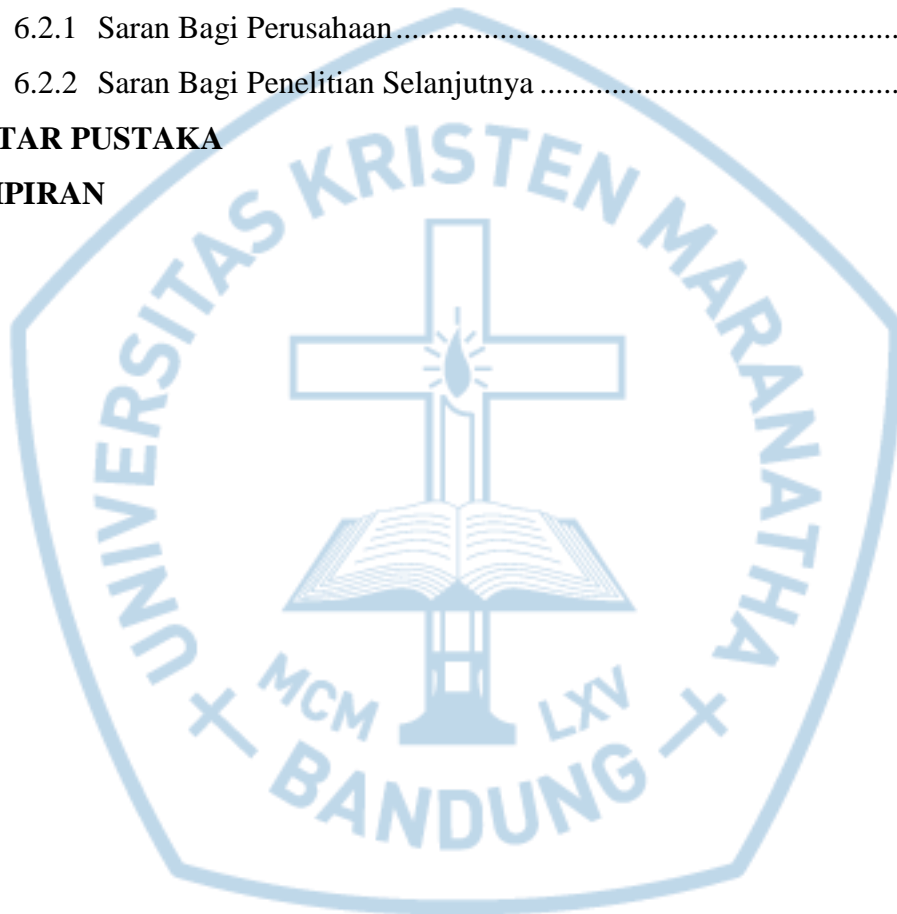 6.2.1 Saran Bagi Perusahaan........................................................................
6.2.2 Saran Bagi Penelitian Selanjutnya....................................................
TAR PUSTAKA
IPIRAN
UNIVERSITAS KRISTEN MARANATHA
MCM LXV
BANDUNG